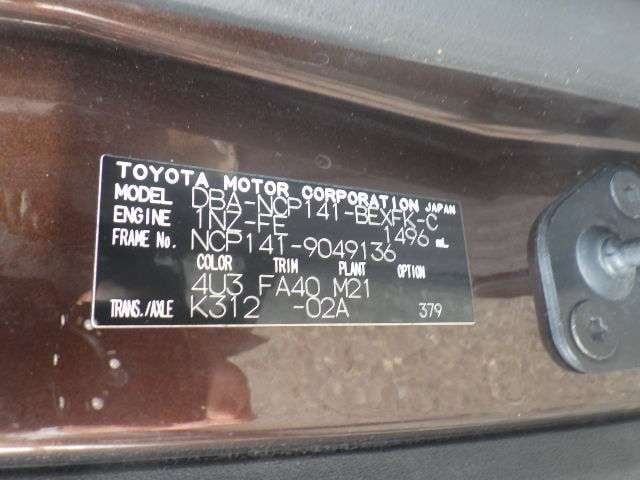 TOYOTA MOTOR CORPORATION JAPAN
MODEL DBA-NCP141-BEXFK-C
ENGINE 1NZ-FE 1496 mL
FRAME No. NCP141-9049136
COLOR TRIM PLANT OPTION
4U3 FA40 M21
TRANS./AXLE K312 -02A 379